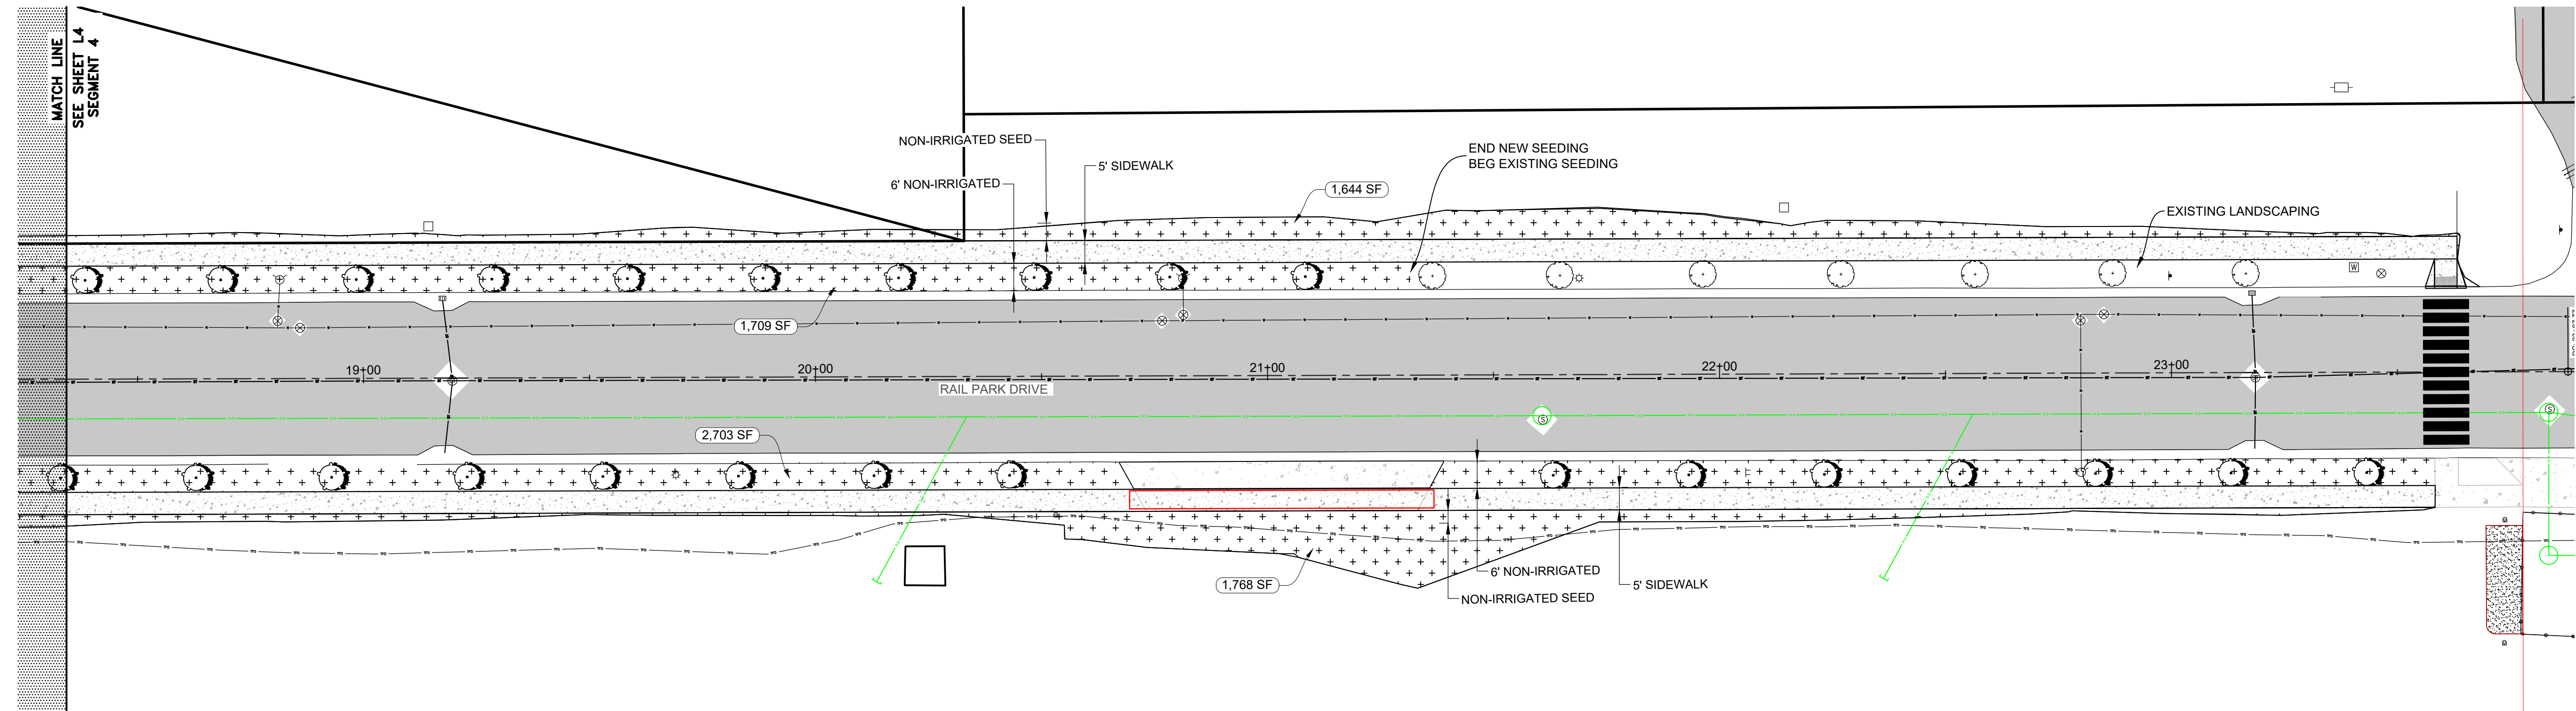 MATCH LINE
SEE SHEET L4
SEGMENT 4
NON-IRRIGATED SEED
5' SIDEWALK
6' NON-IRRIGATED
1,644 SF
END NEW SEEDING
BEG EXISTING SEEDING
EXISTING LANDSCAPING
W
1,709 SF
19+00
20+00
21+00
22+00
23+00
RAIL PARK DRIVE
S
S
2,703 SF
6' NON-IRRIGATED
5' SIDEWALK
1,768 SF
NON-IRRIGATED SEED